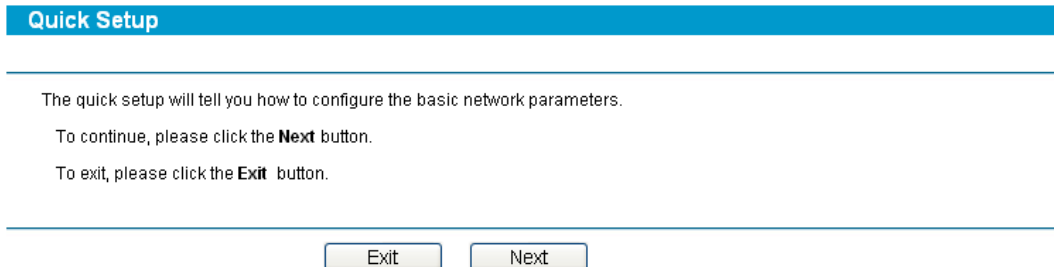 Quick Setup
The quick setup will tell you how to configure the basic network parameters.
To continue, please click the Next button.
To exit, please click the Exit button.
Exit Next